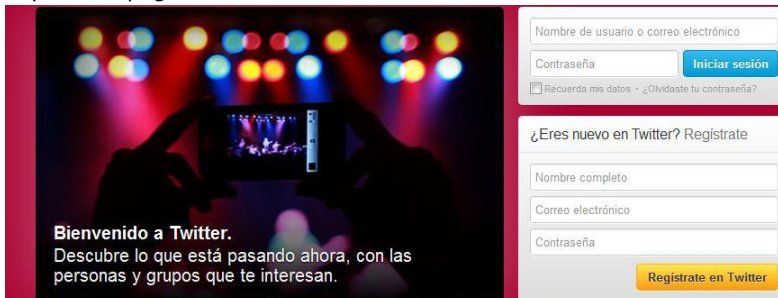 Nombre de usuario o correo electrónico
Contraseña
Iniciar sesión
Recuerda mis datos · ¿Olvidaste tu contraseña?
¿Eres nuevo en Twitter? Regístrate
Nombre completo
Correo electrónico
Contraseña
Regístrate en Twitter
Bienvenido a Twitter.
Descubre lo que está pasando ahora, con las
personas y grupos que te interesan.